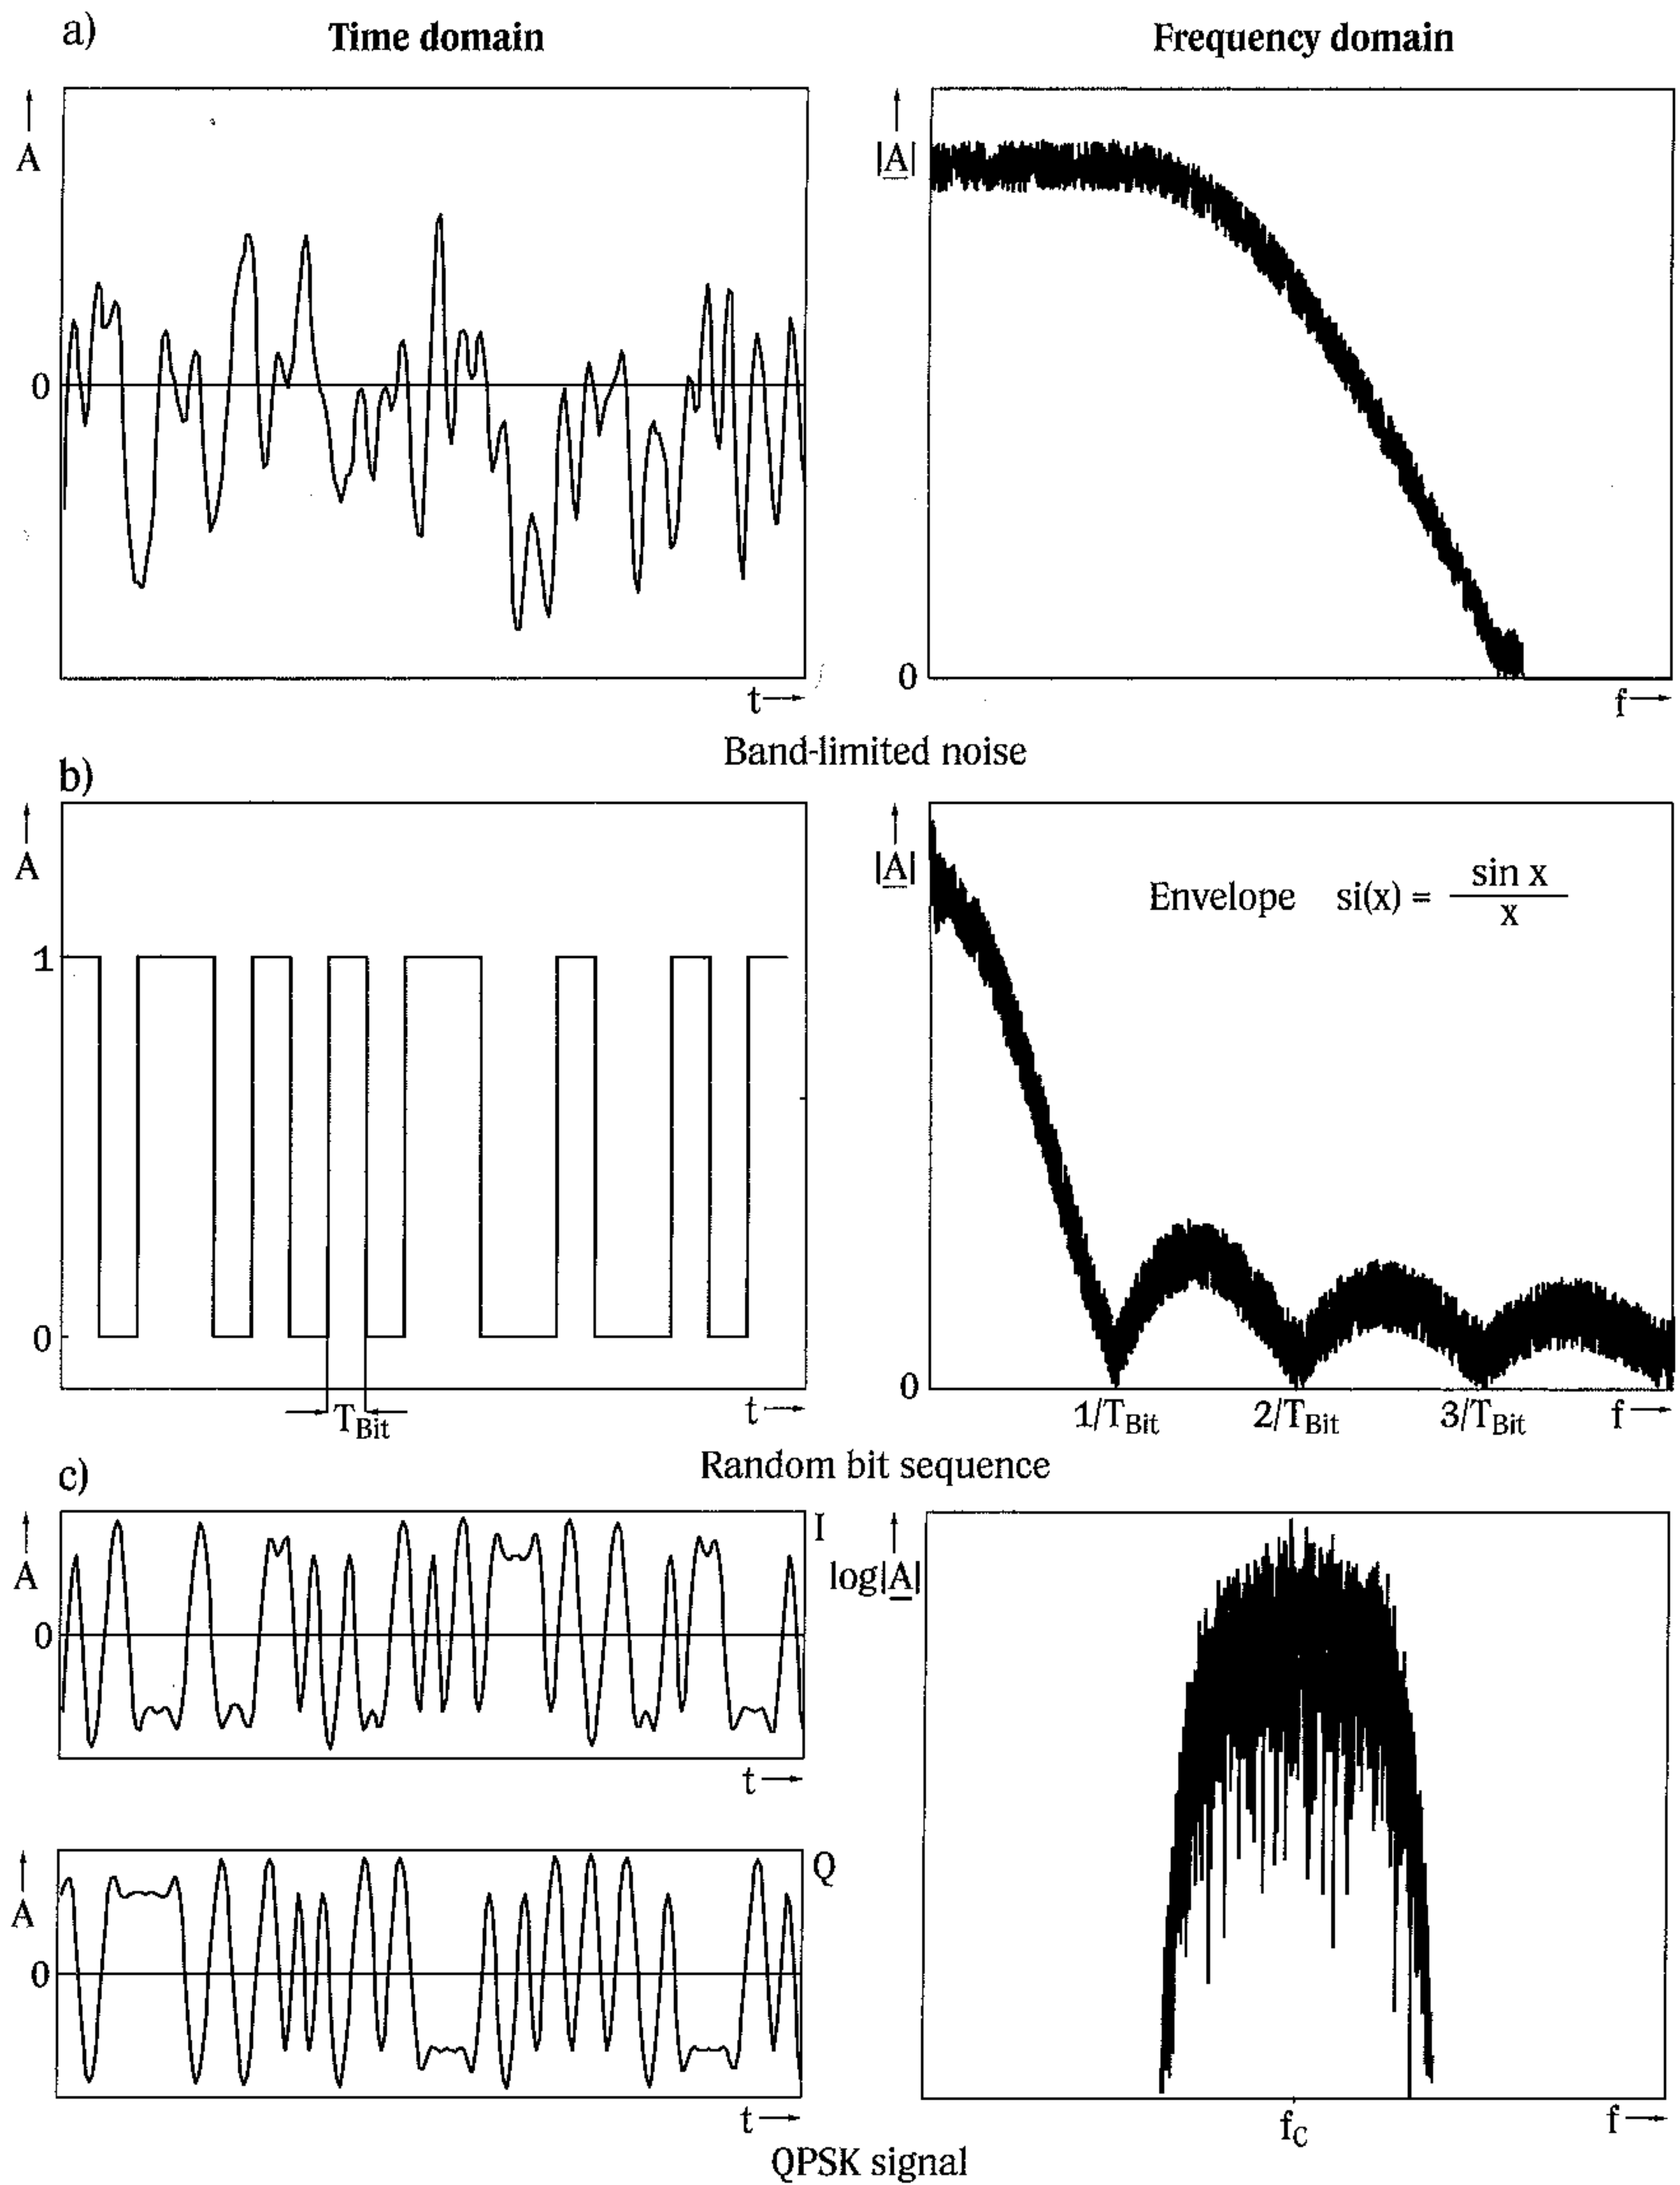 a)
Time domain
Frequency domain
A
0
t
|A|
0
f
Band-limited noise
b)
A
1
0
T_Bit
t
|A|
Envelope si(x) = sin x / x
0
1/T_Bit
2/T_Bit
3/T_Bit
f
Random bit sequence
c)
A
0
I
t
A
0
Q
t
log|A|
f_C
f
QPSK signal